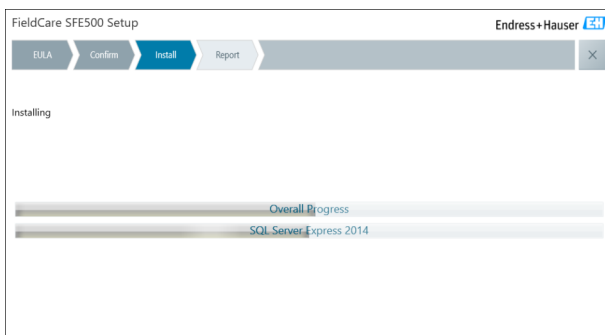 FieldCare SFE500 Setup
Endress+Hauser EH
EULA
Confirm
Install
Report
Installing
Overall Progress
SQL Server Express 2014